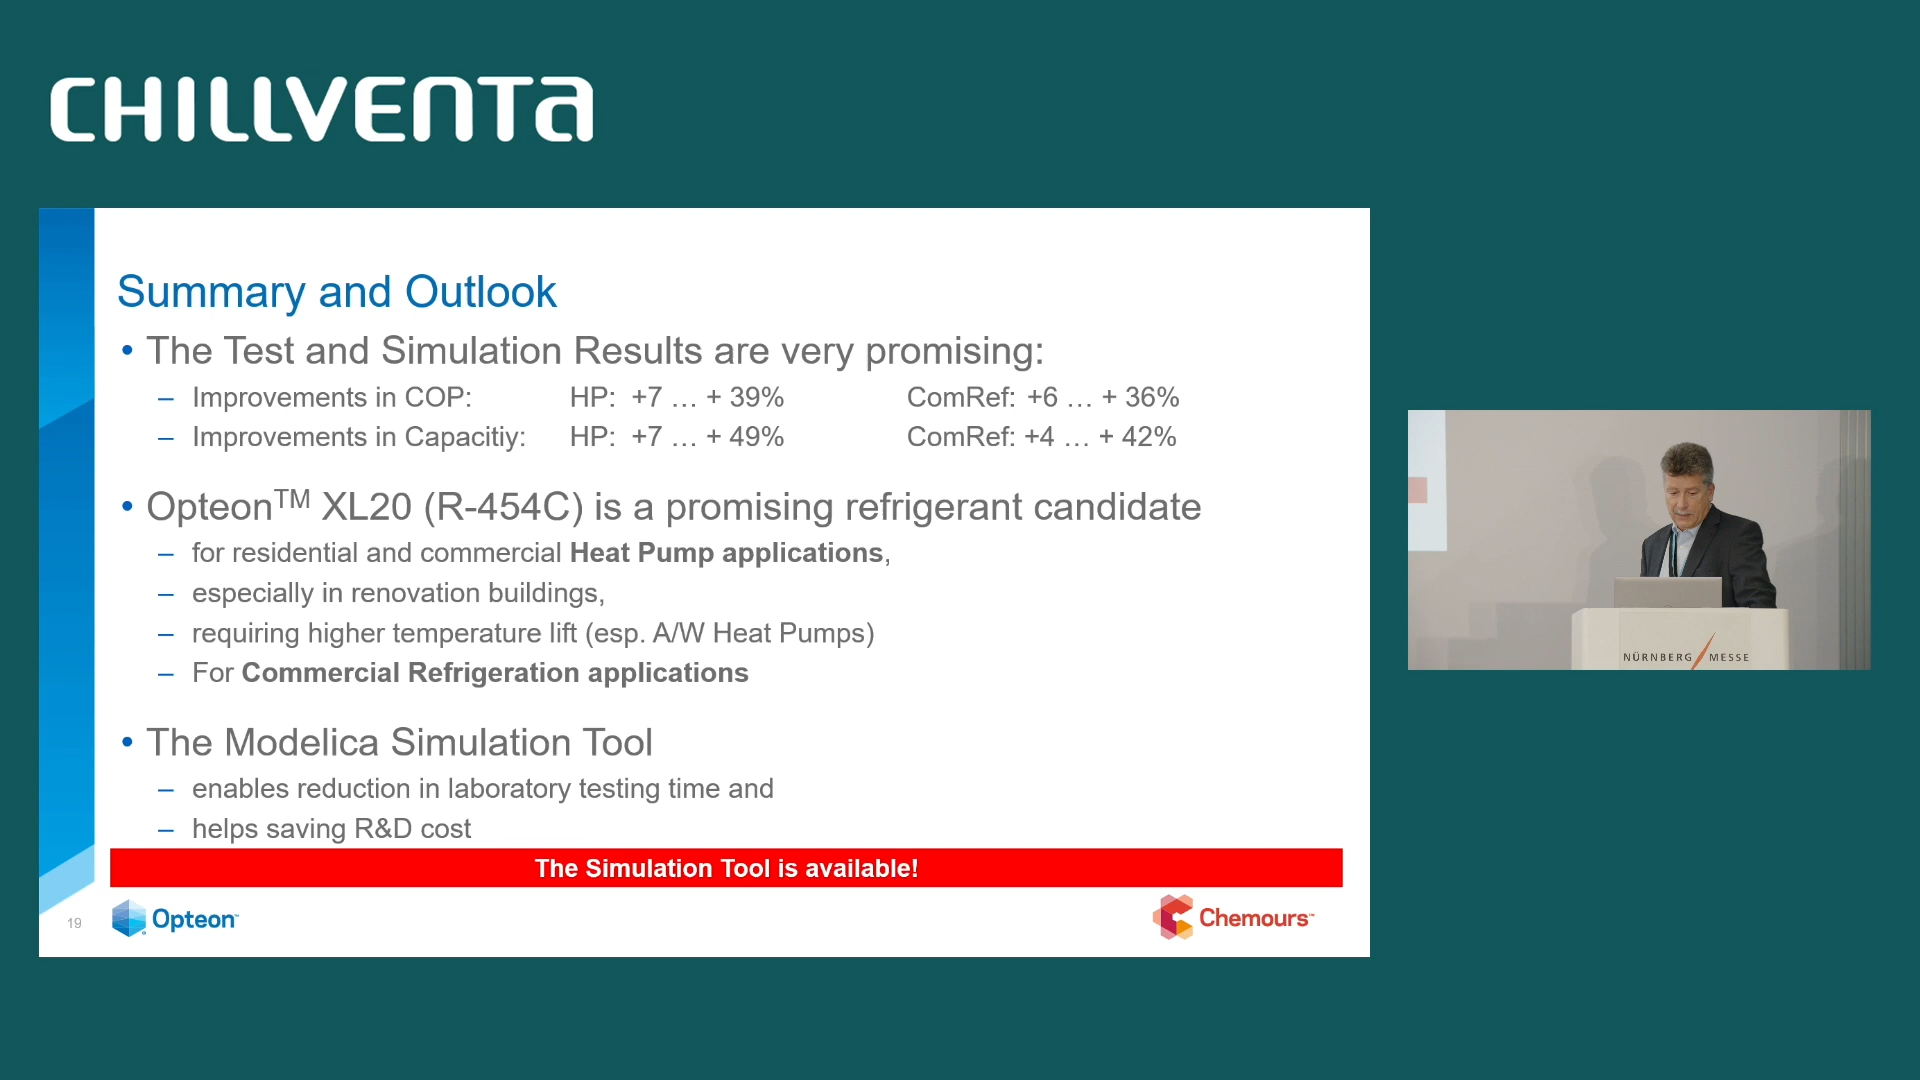 CHILLVENTA
Summary and Outlook
• The Test and Simulation Results are very promising:
– Improvements in COP: HP: +7 … + 39% ComRef: +6 … + 36%
– Improvements in Capacitiy: HP: +7 … + 49% ComRef: +4 … + 42%
• Opteon™ XL20 (R-454C) is a promising refrigerant candidate
– for residential and commercial Heat Pump applications,
– especially in renovation buildings,
– requiring higher temperature lift (esp. A/W Heat Pumps)
– For Commercial Refrigeration applications
• The Modelica Simulation Tool
– enables reduction in laboratory testing time and
– helps saving R&D cost
The Simulation Tool is available!
19 Opteon™ Chemours™
NÜRNBERG MESSE